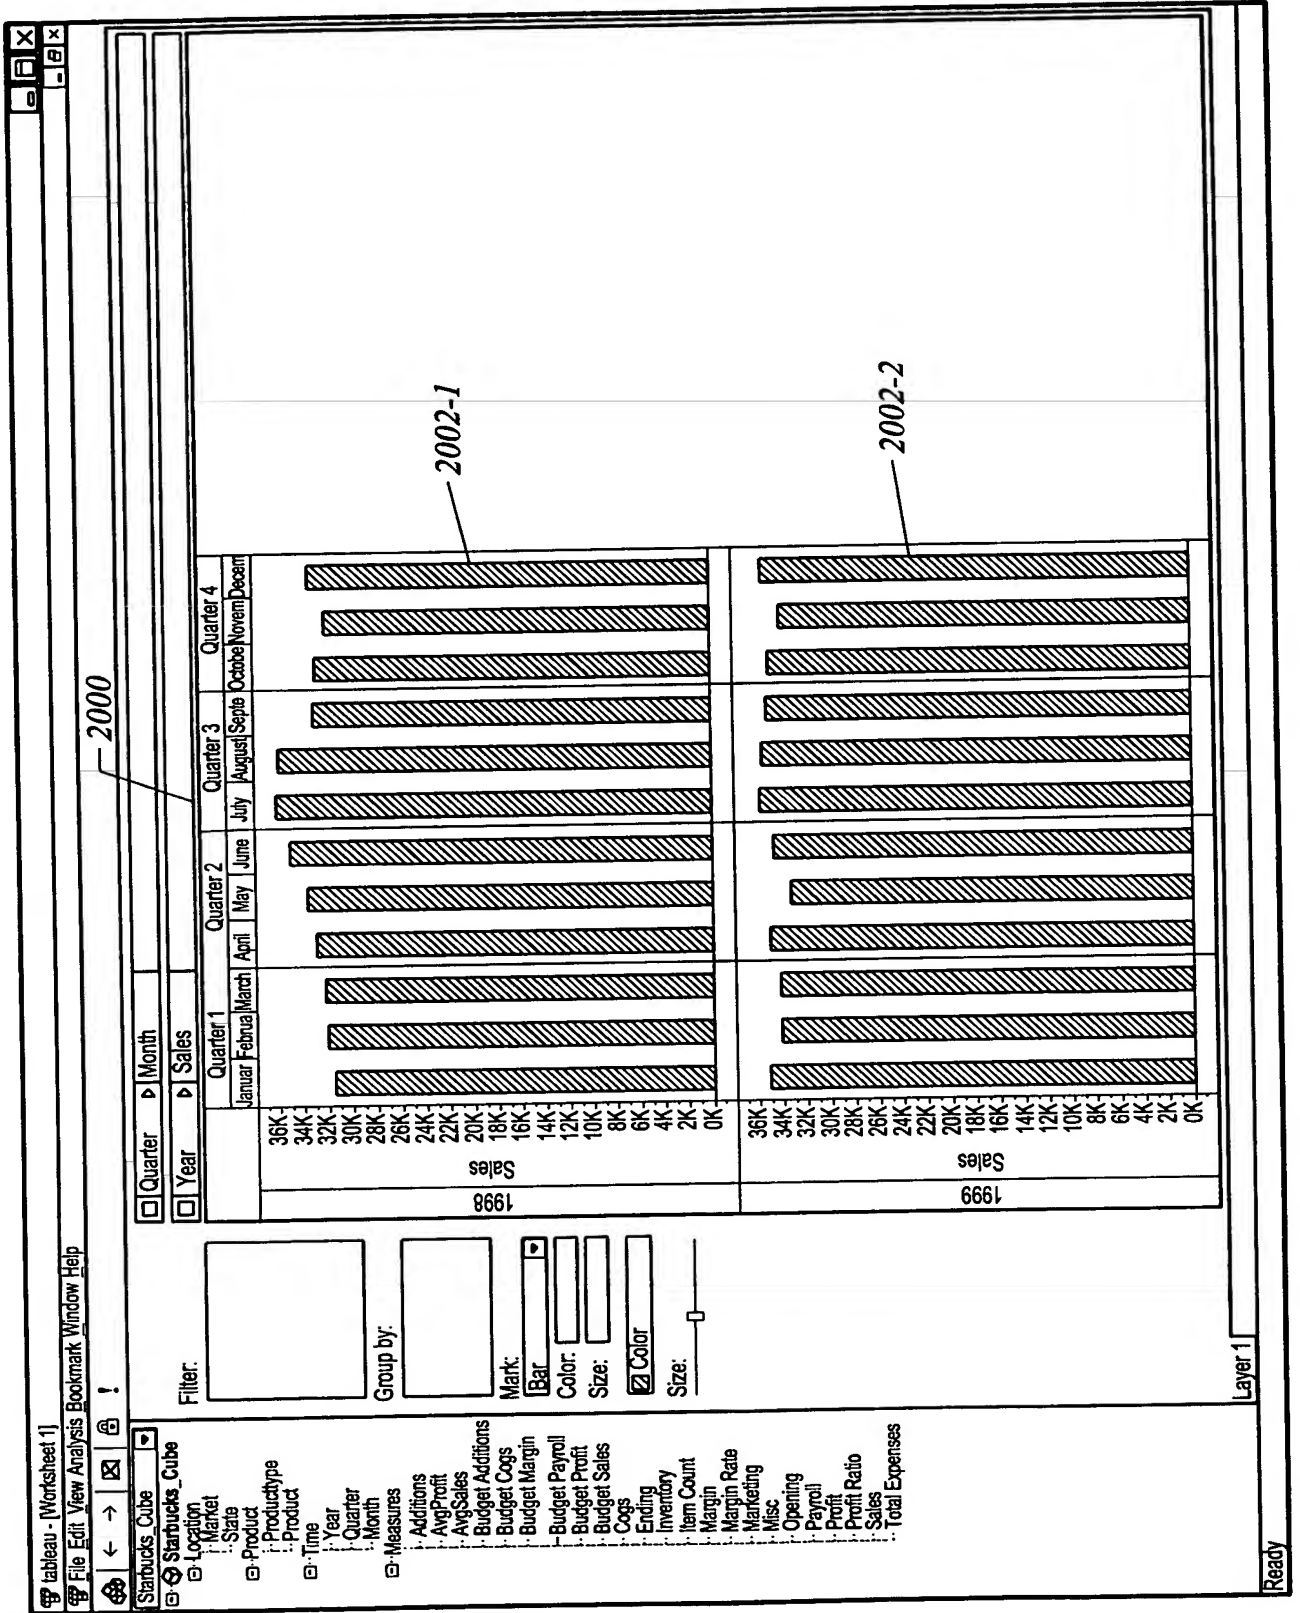 tableau - [Worksheet 1]
File Edit View Analysis Bookmark Window Help
!
Starbucks_Cube
Starbucks_Cube
Location
Market
State
Product
Producttype
Product
Time
Year
Quarter
Month
Measures
Additions
AvgProfit
AvgSales
Budget Additions
Budget Cogs
Budget Margin
Budget Payroll
Budget Profit
Budget Sales
Cogs
Ending
Inventory
Item Count
Margin
Margin Rate
Marketing
Misc
Opening
Payroll
Profit
Profit Ratio
Sales
Total Expenses
Filter:
Group by:
Mark:
Bar
Color:
Size:
Color
Size:
Quarter Month
Year Sales
2000
Quarter 1 Quarter 2 Quarter 3 Quarter 4
Januar Februa March April May June July August Septe Octobe Novem Decem
1998
Sales
36K
34K
32K
30K
28K
26K
24K
22K
20K
18K
16K
14K
12K
10K
8K
6K
4K
2K
0K
2002-1
1999
Sales
36K
34K
32K
30K
28K
26K
24K
22K
20K
18K
16K
14K
12K
10K
8K
6K
4K
2K
0K
2002-2
Layer 1
Ready